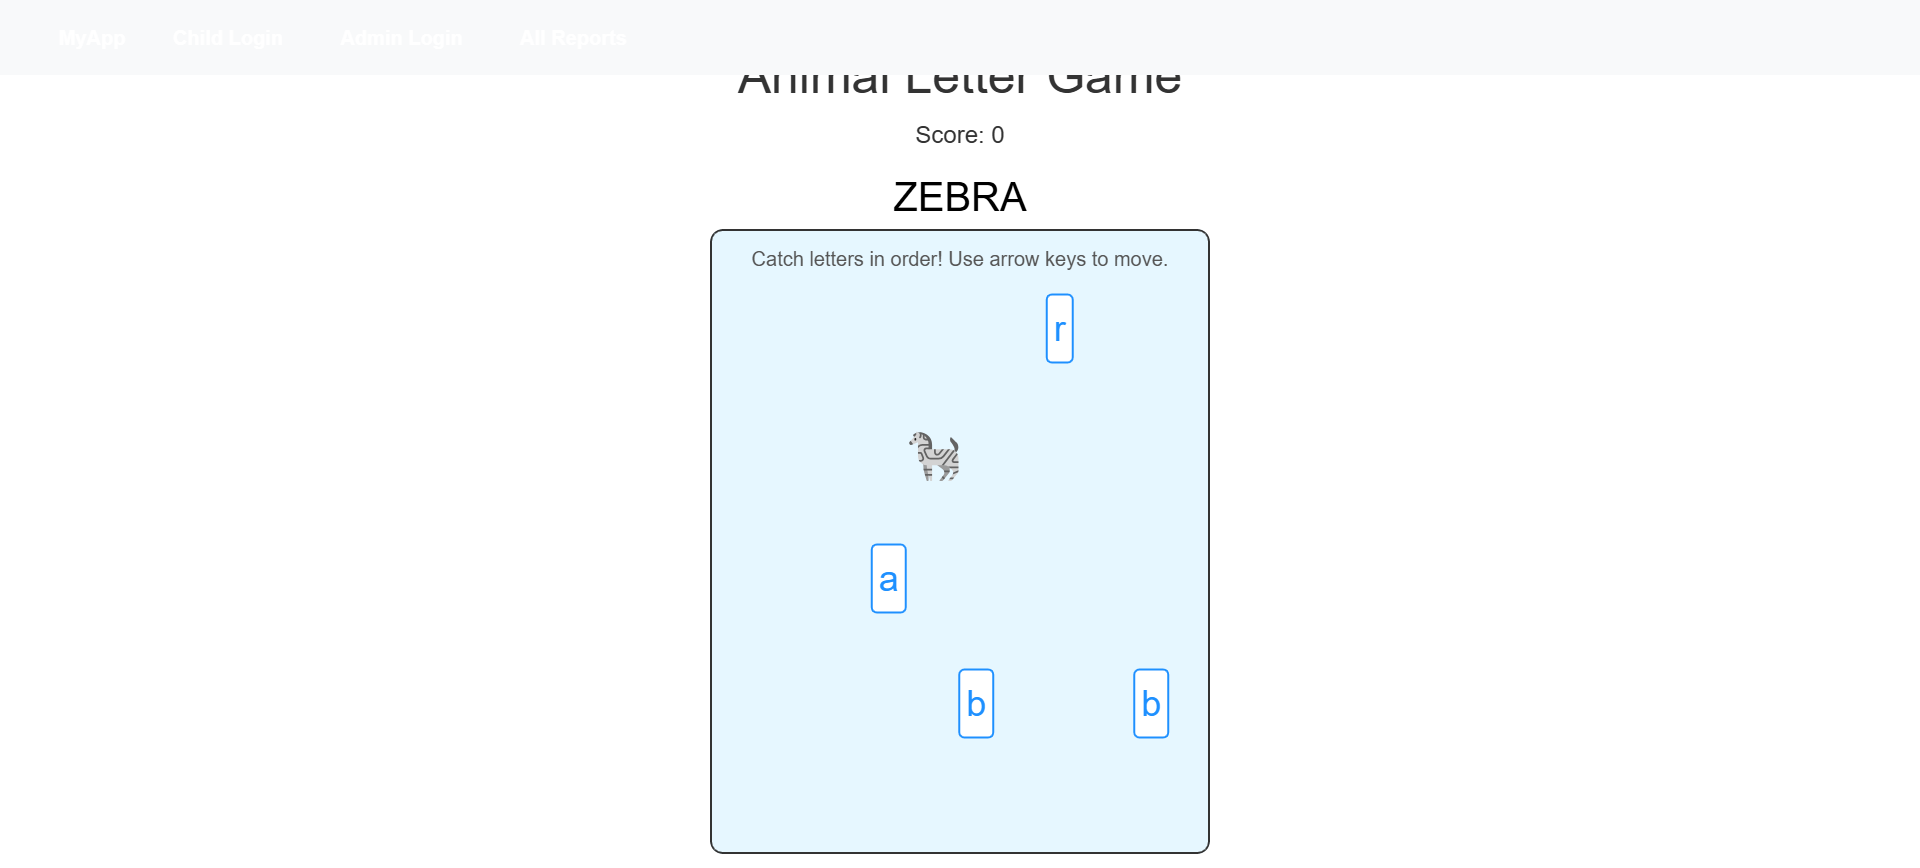 MyApp Child Login Admin Login All Reports
Animal Letter Game
Score: 0
ZEBRA
Catch letters in order! Use arrow keys to move.
r
a
b b